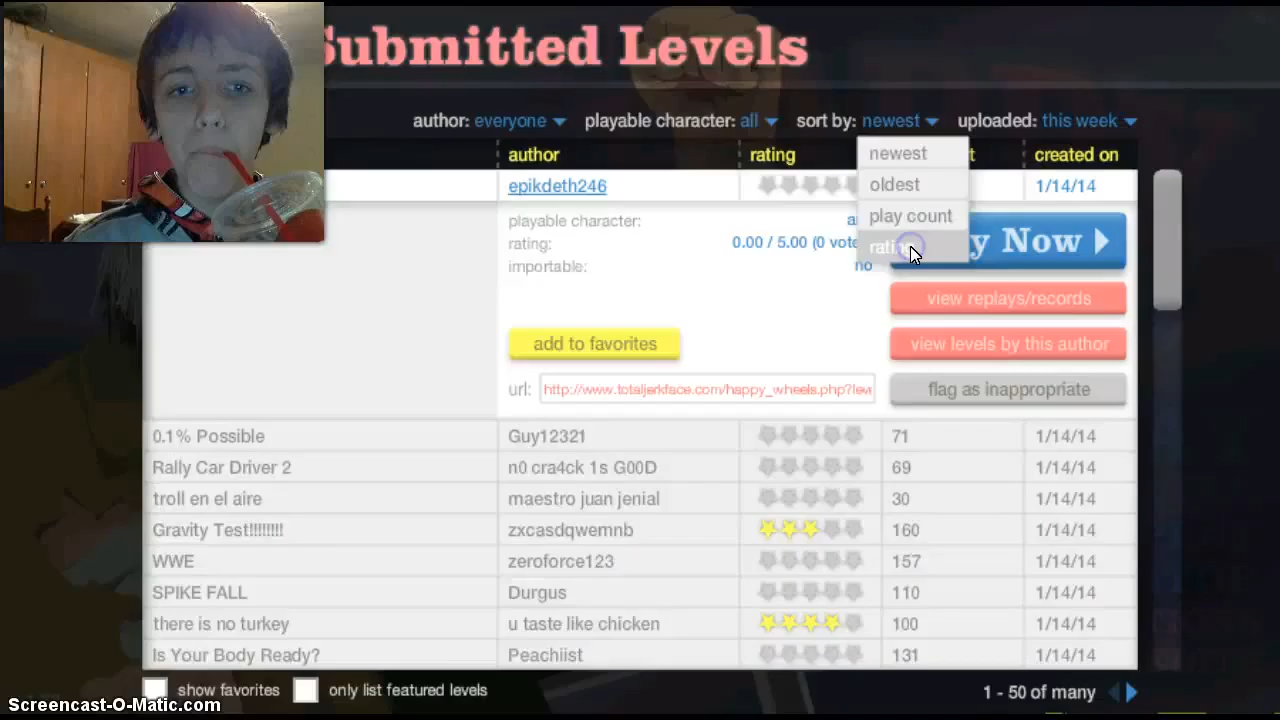 Submitted Levels
author: everyone playable character: all sort by: newest uploaded: this week
author rating newest created on
epikdeth246 oldest 1/14/14
playable character: play count
rating: 0.00 / 5.00 (0 vote rating Now
importable: no
view replays/records
add to favorites view levels by this author
url: http://www.totaljerkface.com/happy_wheels.php?leve flag as inappropriate
0.1% Possible Guy12321 71 1/14/14
Rally Car Driver 2 n0 cra4ck 1s G00D 69 1/14/14
troll en el aire maestro juan jenial 30 1/14/14
Gravity Test!!!!!!!! zxcasdqwemnb 160 1/14/14
WWE zeroforce123 157 1/14/14
SPIKE FALL Durgus 110 1/14/14
there is no turkey u taste like chicken 100 1/14/14
Is Your Body Ready? Peachiist 131 1/14/14
show favorites only list featured levels 1 - 50 of many
Screencast-O-Matic.com